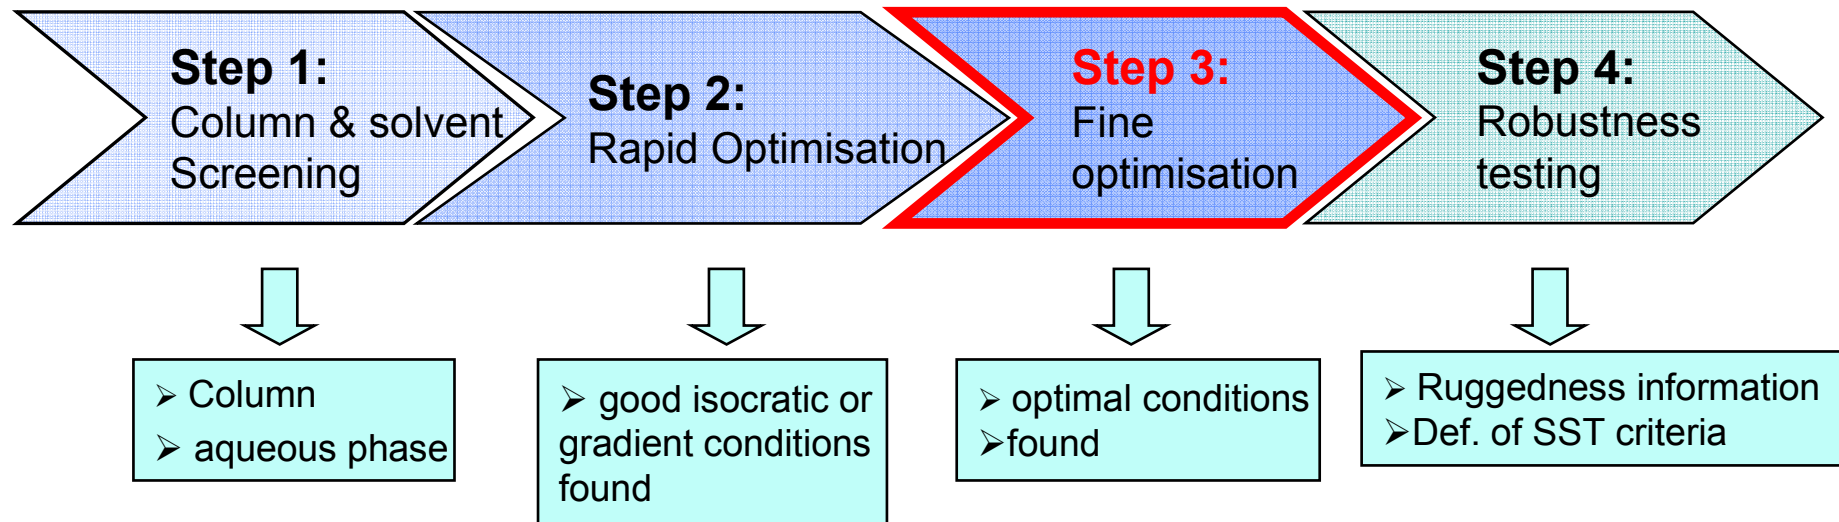 Step 1:
Column & solvent
Screening
Step 2:
Rapid Optimisation
Step 3:
Fine
optimisation
Step 4:
Robustness
testing
➢ Column
➢ aqueous phase
➢ good isocratic or
gradient conditions
found
➢ optimal conditions
➢found
➢ Ruggedness information
➢Def. of SST criteria